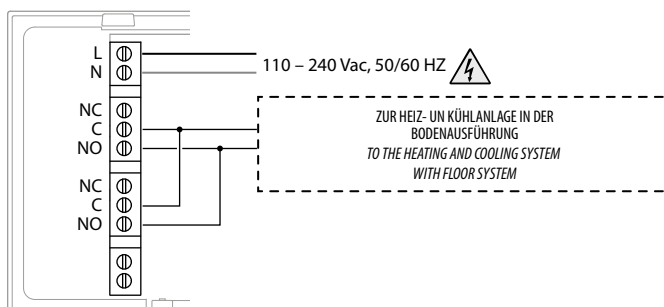 L
N
110 – 240 Vac, 50/60 HZ
NC
C
NO
ZUR HEIZ- UN KÜHLANLAGE IN DER
BODENAUSFÜHRUNG
TO THE HEATING AND COOLING SYSTEM
WITH FLOOR SYSTEM
NC
C
NO